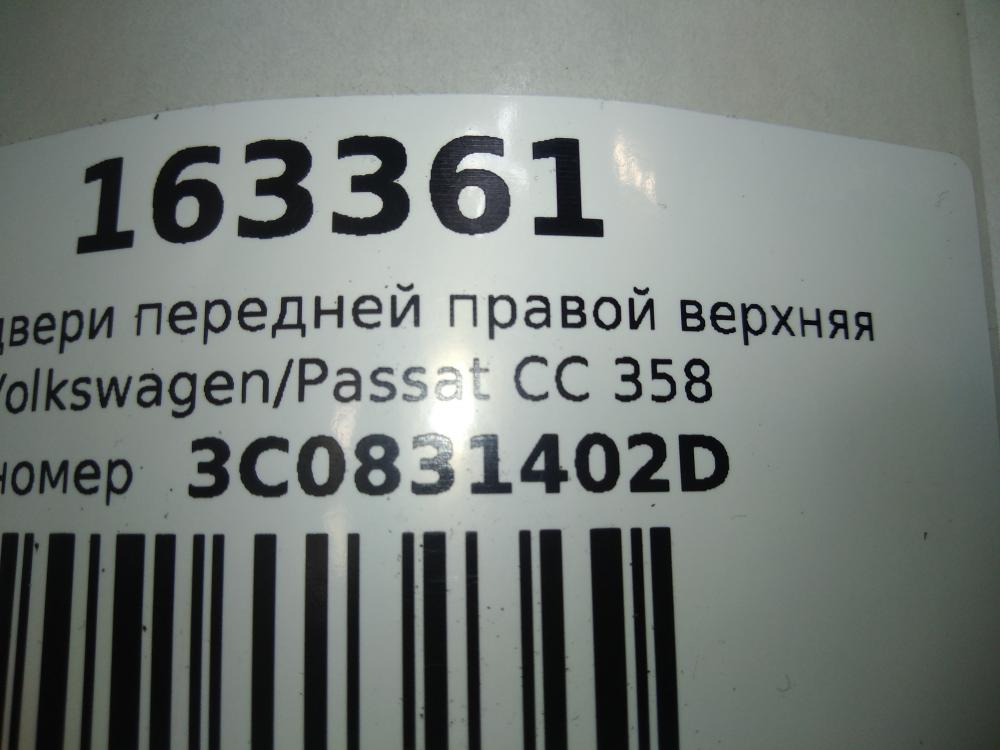 163361
двери передней правой верхняя
Volkswagen/Passat CC 358
номер 3C0831402D